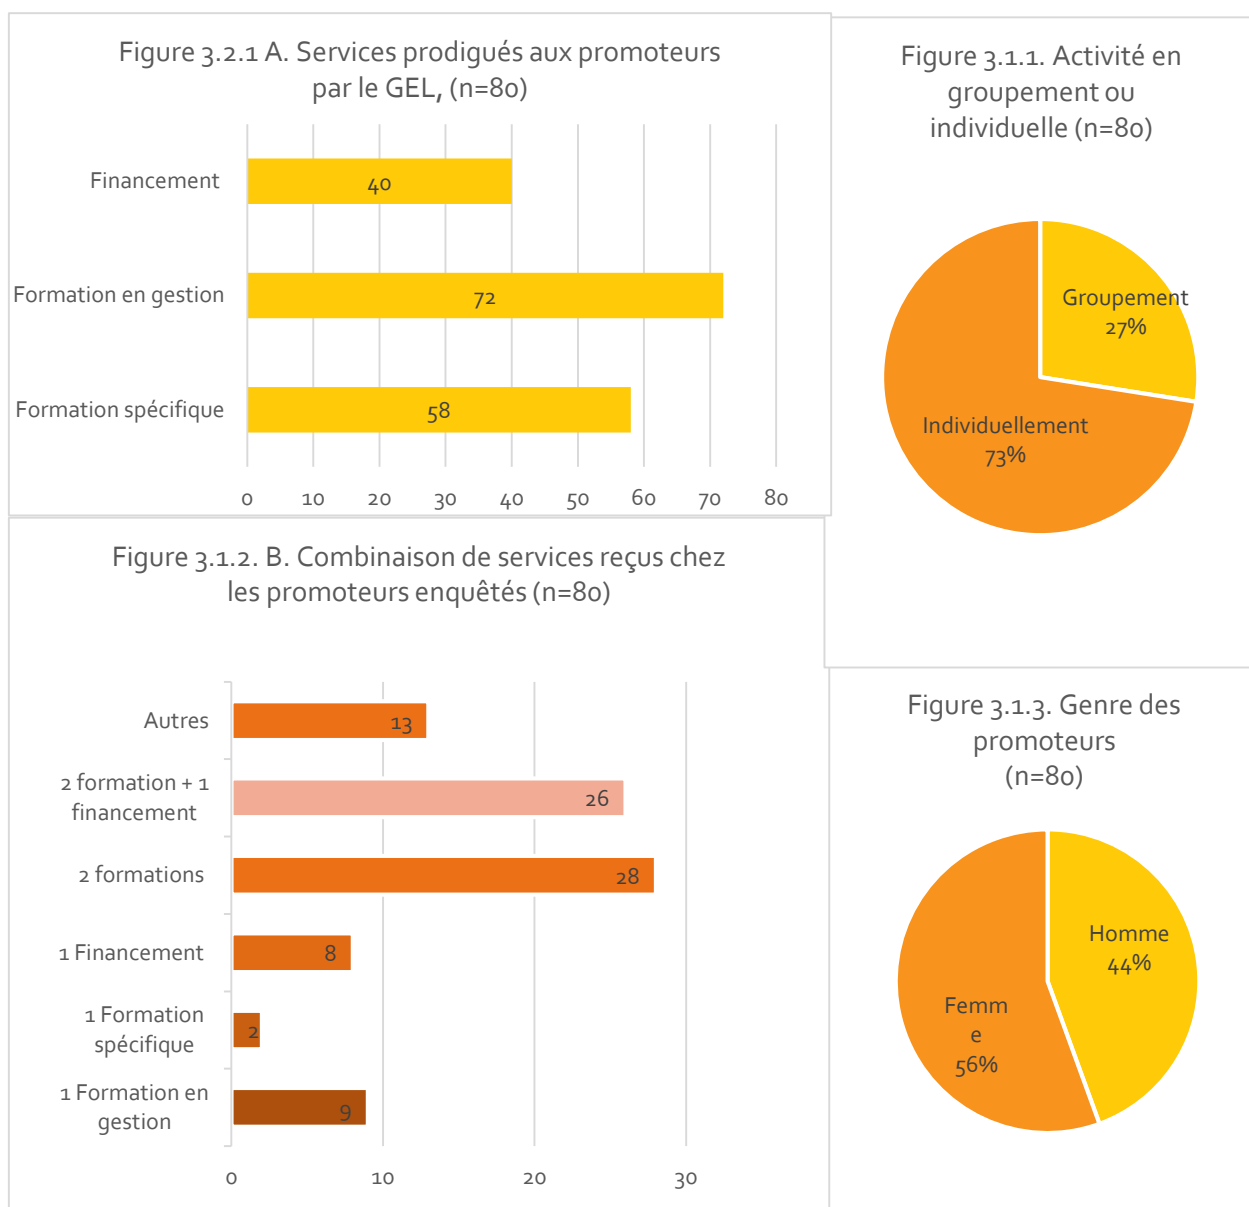 Figure 3.2.1 A. Services prodigués aux promoteurs
par le GEL, (n=80)
Financement
40
Formation en gestion
72
Formation spécifique
58
0 10 20 30 40 50 60 70 80
Figure 3.1.1. Activité en
groupement ou
individuelle (n=80)
Groupement
27%
Individuellement
73%
Figure 3.1.2. B. Combinaison de services reçus chez
les promoteurs enquêtés (n=80)
Autres
13
2 formation + 1
financement
26
2 formations
28
1 Financement
8
1 Formation
spécifique
2
1 Formation en
gestion
9
0 10 20 30
Figure 3.1.3. Genre des
promoteurs
(n=80)
Homme
44%
Femm
e
56%